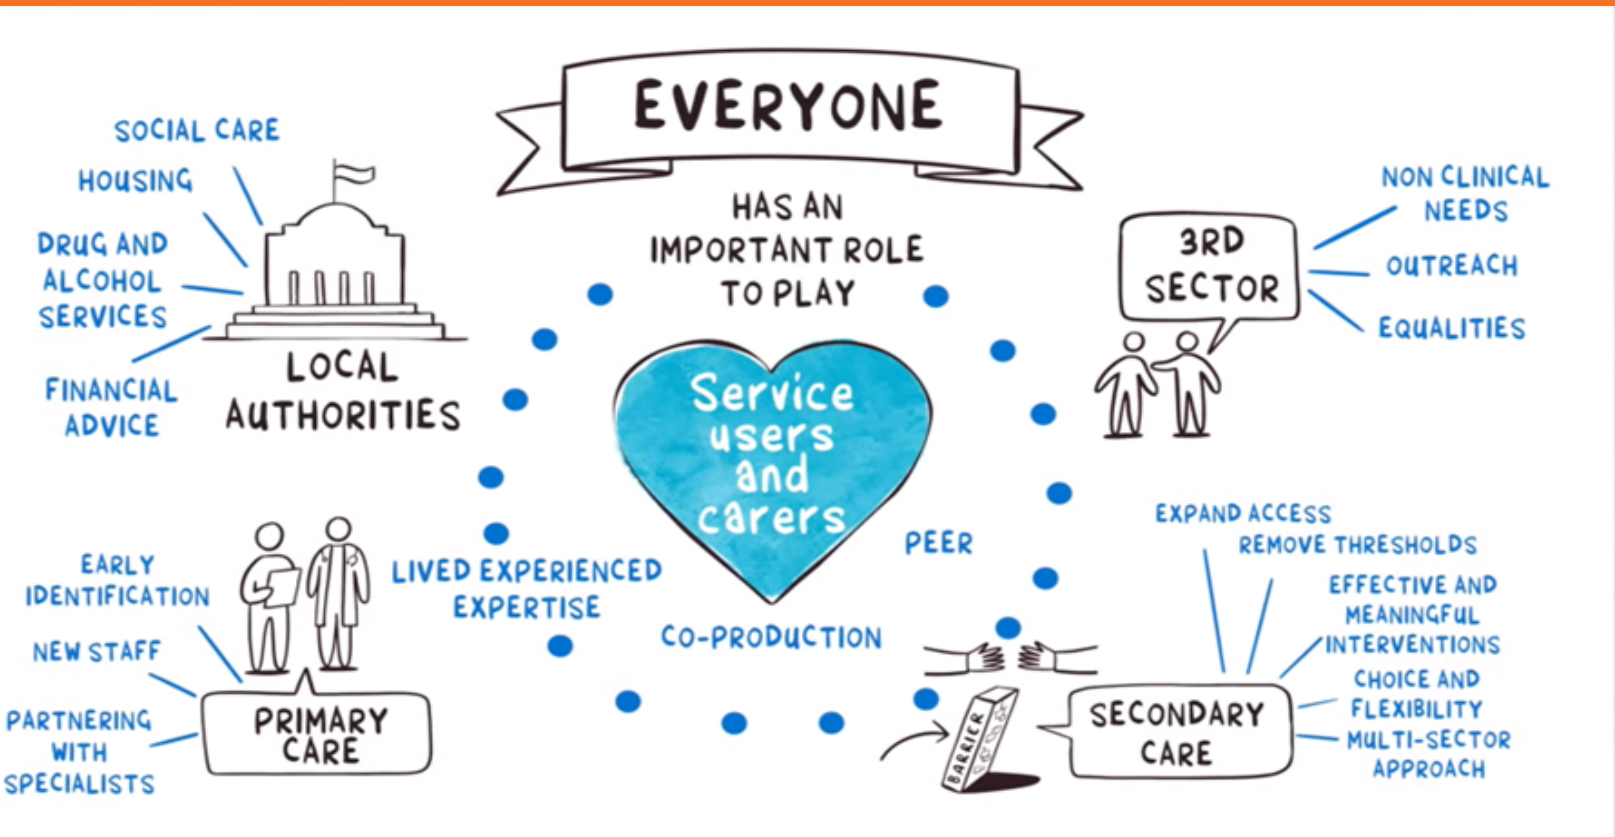 EVERYONE
HAS AN
IMPORTANT ROLE
TO PLAY
SOCIAL CARE
HOUSING
DRUG AND
ALCOHOL
SERVICES
FINANCIAL
ADVICE
LOCAL
AUTHORITIES
3RD
SECTOR
NON CLINICAL
NEEDS
OUTREACH
EQUALITIES
Service
users
and
carers
LIVED EXPERIENCED
EXPERTISE
PEER
CO-PRODUCTION
EARLY
IDENTIFICATION
NEW STAFF
PARTNERING
WITH
SPECIALISTS
PRIMARY
CARE
BARRIER
SECONDARY
CARE
EXPAND ACCESS
REMOVE THRESHOLDS
EFFECTIVE AND
MEANINGFUL
INTERVENTIONS
CHOICE AND
FLEXIBILITY
MULTI-SECTOR
APPROACH